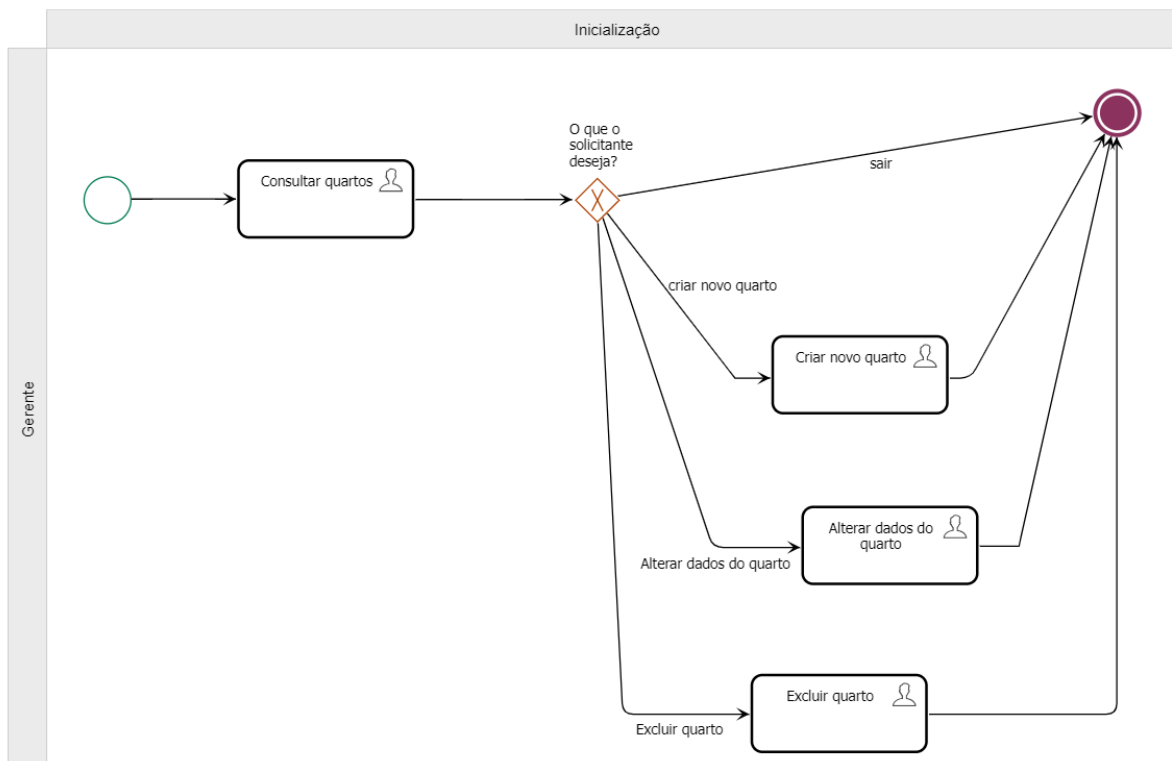 Inicialização
Gerente
Consultar quartos
O que o
solicitante
deseja?
sair
criar novo quarto
Criar novo quarto
Alterar dados do quarto
Alterar dados do
quarto
Excluir quarto
Excluir quarto